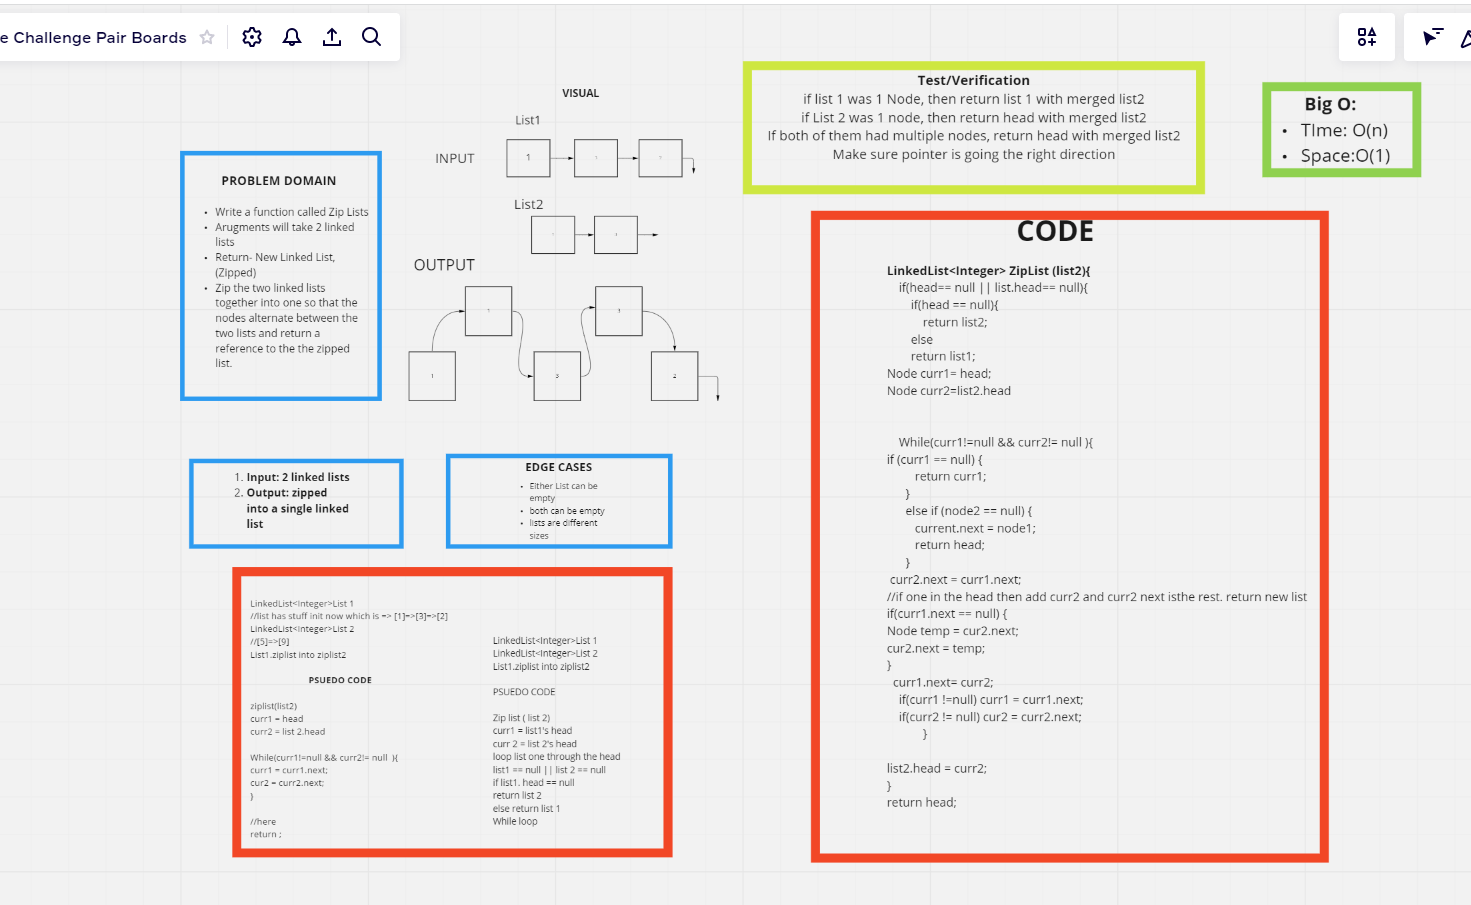 e Challenge Pair Boards
VISUAL
List1
INPUT
1
List2
OUTPUT
3
1
3
2
PROBLEM DOMAIN
• Write a function called Zip Lists
• Arugments will take 2 linked
lists
• Return- New Linked List,
(Zipped)
• Zip the two linked lists
together into one so that the
nodes alternate between the
two lists and return a
reference to the the zipped
list.
1. Input: 2 linked lists
2. Output: zipped
into a single linked
list
EDGE CASES
• Either List can be
empty
• both can be empty
• lists are different
sizes
LinkedList<Integer>List 1
//list has stuff init now which is => [1]=>[3]=>[2]
LinkedList<Integer>List 2
//[5]=>[9]
List1.ziplist into ziplist2
PSUEDO CODE
ziplist(list2)
curr1 = head
curr2 = list 2.head
While(curr1!=null && curr2!= null ){
curr1 = curr1.next;
cur2 = curr2.next;
}
//here
return ;
LinkedList<Integer>List 1
LinkedList<Integer>List 2
List1.ziplist into ziplist2
PSUEDO CODE
Zip list ( list 2)
curr1 = list1's head
curr 2 = list 2's head
loop list one through the head
list1 == null || list 2 == null
if list1. head == null
return list 2
else return list 1
While loop
Test/Verification
if list 1 was 1 Node, then return list 1 with merged list2
if List 2 was 1 node, then return head with merged list2
If both of them had multiple nodes, return head with merged list2
Make sure pointer is going the right direction
Big O:
• TIme: O(n)
• Space:O(1)
CODE
LinkedList<Integer> ZipList (list2){
if(head== null || list.head== null){
if(head == null){
return list2;
else
return list1;
Node curr1= head;
Node curr2=list2.head
While(curr1!=null && curr2!= null ){
if (curr1 == null) {
return curr1;
}
else if (node2 == null) {
current.next = node1;
return head;
}
curr2.next = curr1.next;
//if one in the head then add curr2 and curr2 next isthe rest. return new list
if(curr1.next == null) {
Node temp = cur2.next;
cur2.next = temp;
}
curr1.next= curr2;
if(curr1 !=null) curr1 = curr1.next;
if(curr2 != null) cur2 = curr2.next;
}
list2.head = curr2;
}
return head;